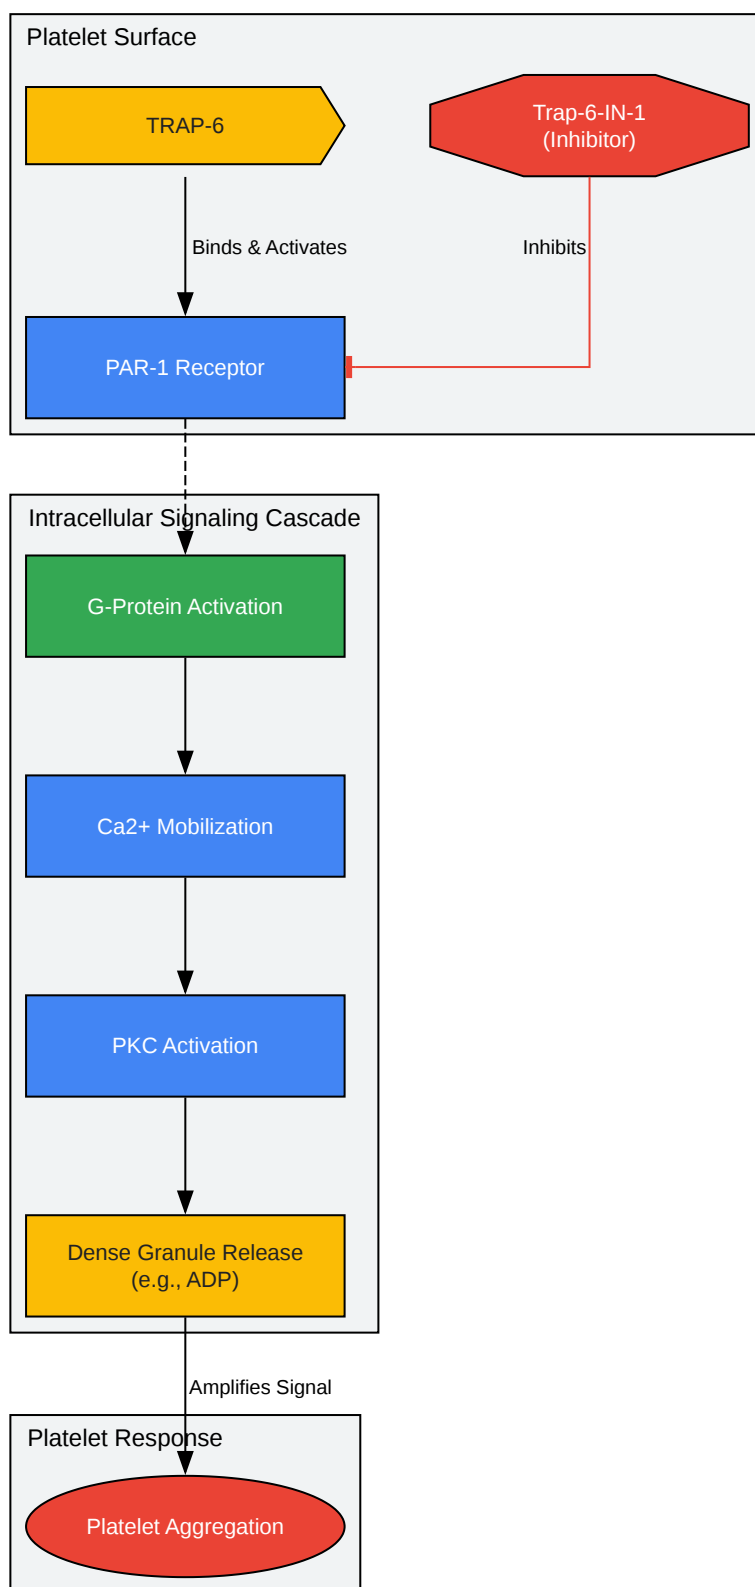 Platelet Surface
TRAP-6
Trap-6-IN-1
(Inhibitor)
Binds & Activates
Inhibits
PAR-1 Receptor
Intracellular Signaling Cascade
G-Protein Activation
Ca2+ Mobilization
PKC Activation
Dense Granule Release
(e.g., ADP)
Amplifies Signal
Platelet Response
Platelet Aggregation